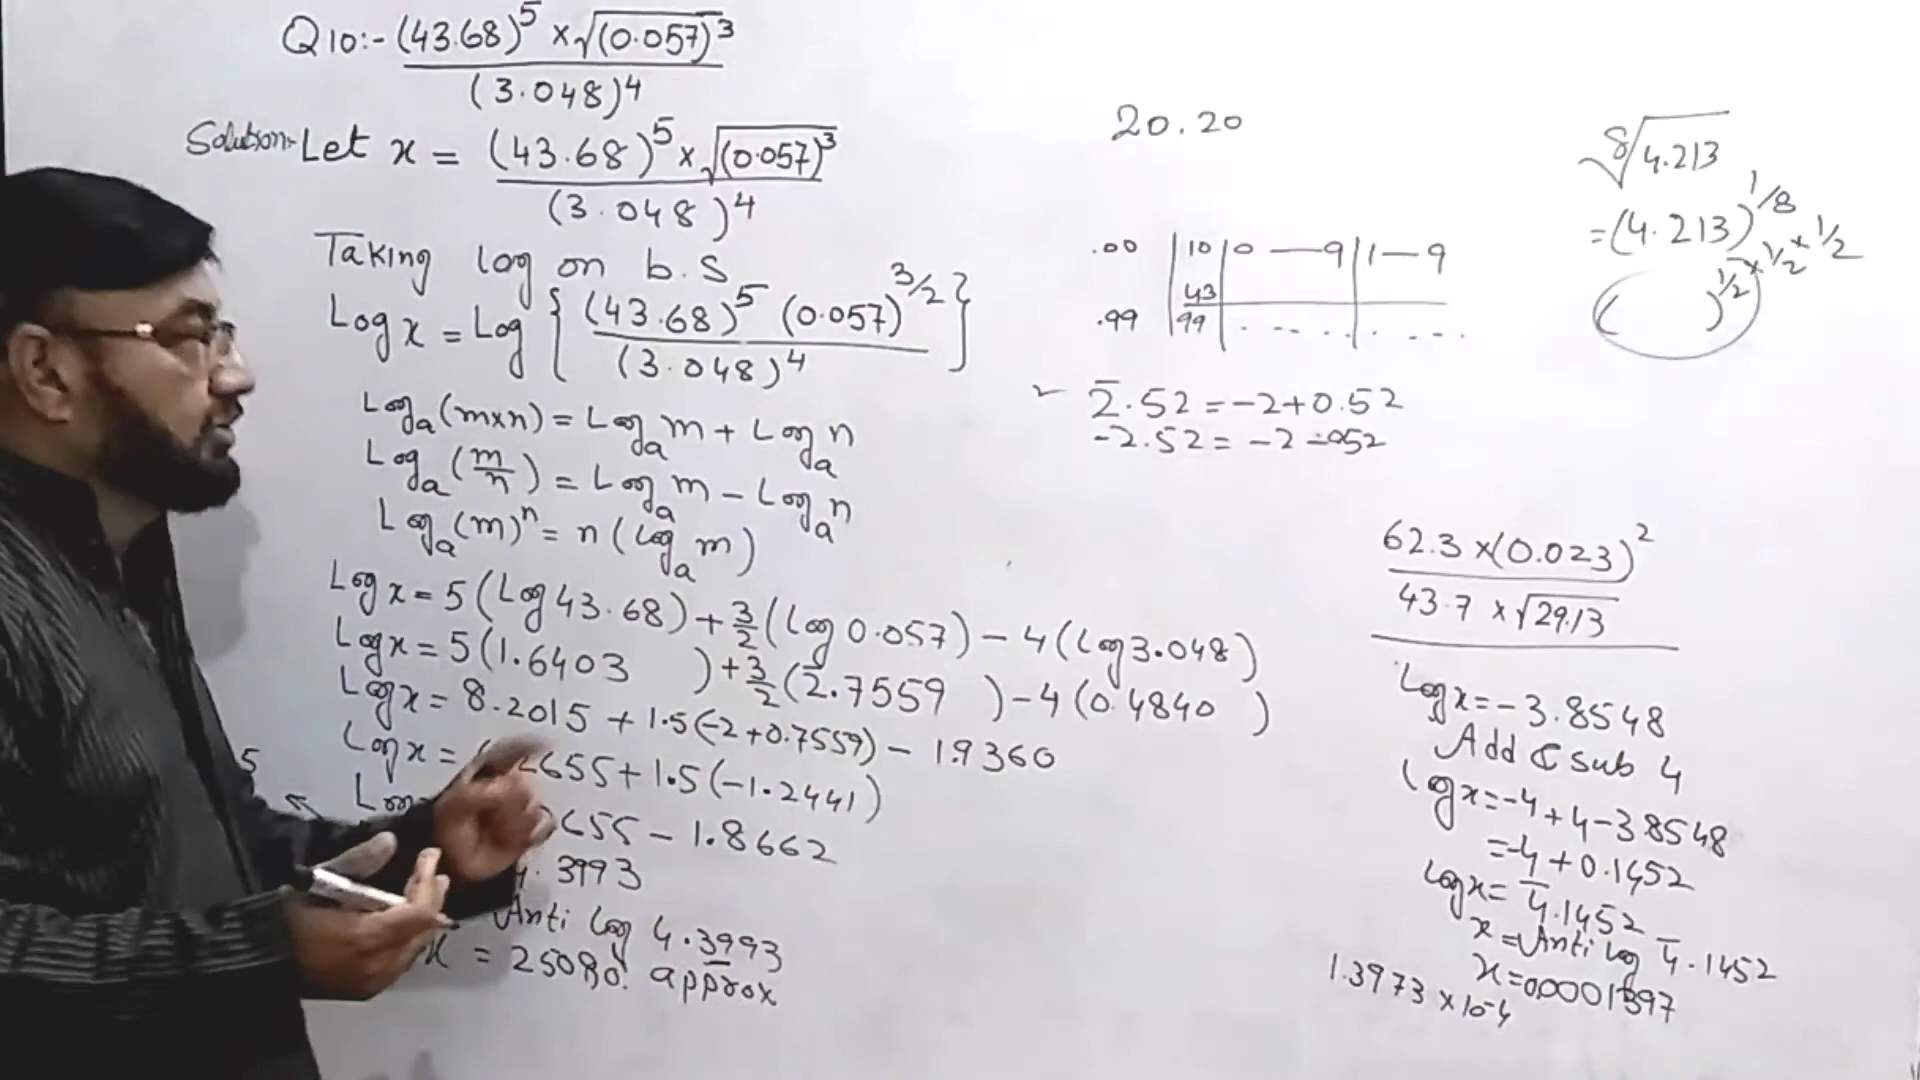 Q10:- (43.68)^5 × √(0.057)^3
(3.048)^4
Solution:- Let x = (43.68)^5 × √(0.057)^3
(3.048)^4
Taking log on b.s
Log x = Log { (43.68)^5 (0.057)^3/2 }
(3.048)^4
Log_a (m×n) = Log_a m + Log_a n
Log_a (m/n) = Log_a m - Log_a n
Log_a (m)^n = n (Log_a m)
Log x = 5 (Log 43.68) + 3/2 (Log 0.057) - 4 (Log 3.048)
Log x = 5 (1.6403 ) + 3/2 (2̅.7559 ) - 4 (0.4840 )
Log x = 8.2015 + 1.5 (-2+0.7559) - 1.9360
Log x = 2655 + 1.5 (-1.2441)
655 - 1.8662
4.3993
Anti log 4.3993
x = 25080. approx
5
20.20
.00 | 10 | 0 — 9 | 1 — 9
43
.99 | 99 | . -- . . | . - - -
2̅.52 = -2+0.52
-2.52 = -2-052
8√4.213
= (4.213)^1/8
( )^1/2 × 1/2 × 1/2
62.3 × (0.023)^2
43.7 × √29.13
Log x = -3.8548
Add & sub 4
Log x = -4+4-3.8548
= -4+0.1452
Log x = 4̅.1452
x = Anti log 4̅.1452
x = 0.0001397
1.3973 × 10^-4